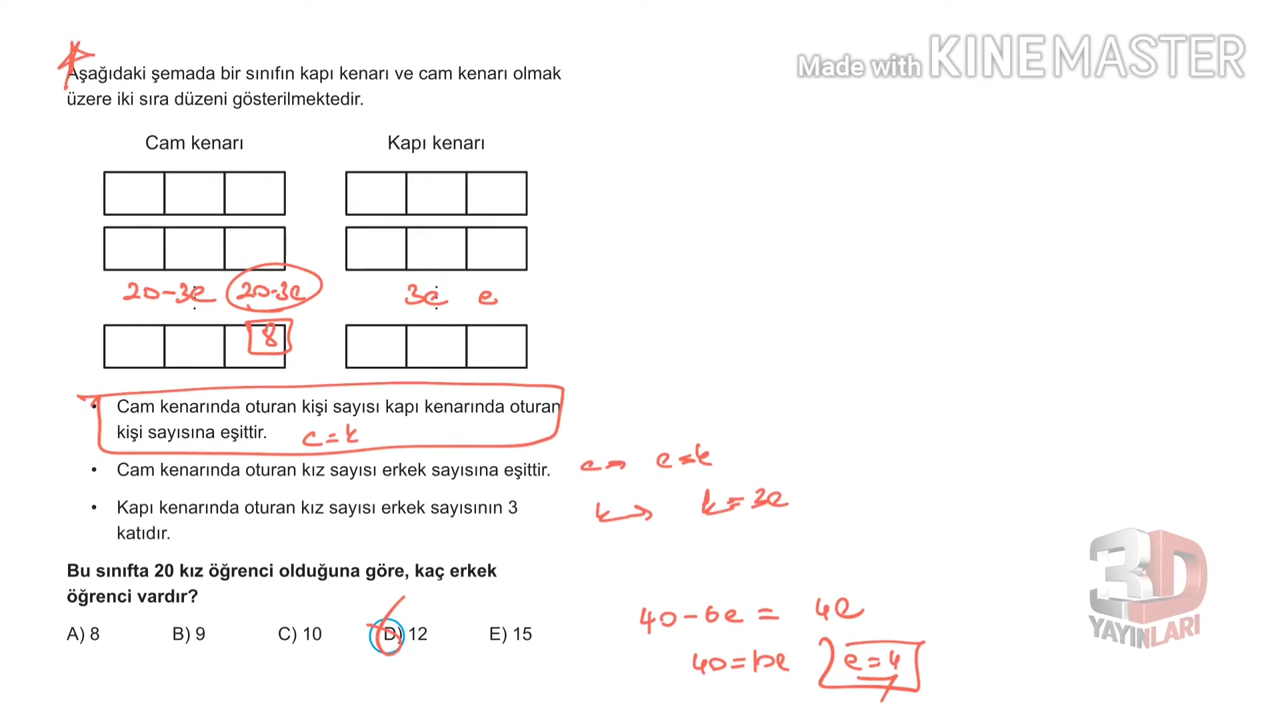 Made with KINEMASTER
Aşağıdaki şemada bir sınıfın kapı kenarı ve cam kenarı olmak
üzere iki sıra düzeni gösterilmektedir.
Cam kenarı Kapı kenarı
20-3e 20-3e 3e e
8
• Cam kenarında oturan kişi sayısı kapı kenarında oturan
kişi sayısına eşittir. c=k
• Cam kenarında oturan kız sayısı erkek sayısına eşittir. e=k
• Kapı kenarında oturan kız sayısı erkek sayısının 3
katıdır. k → k=3e
Bu sınıfta 20 kız öğrenci olduğuna göre, kaç erkek
öğrenci vardır?
A) 8 B) 9 C) 10 D) 12 E) 15
40-6e = 4e
40=10e e=4
3D
YAYINLARI